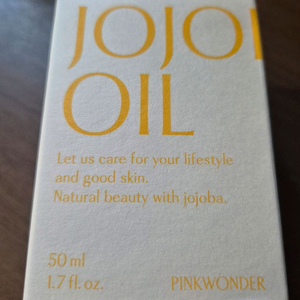 JOJO
OIL
Let us care for your lifestyle
and good skin.
Natural beauty with jojoba.
50 ml
1.7 fl. oz.
PINKWONDER